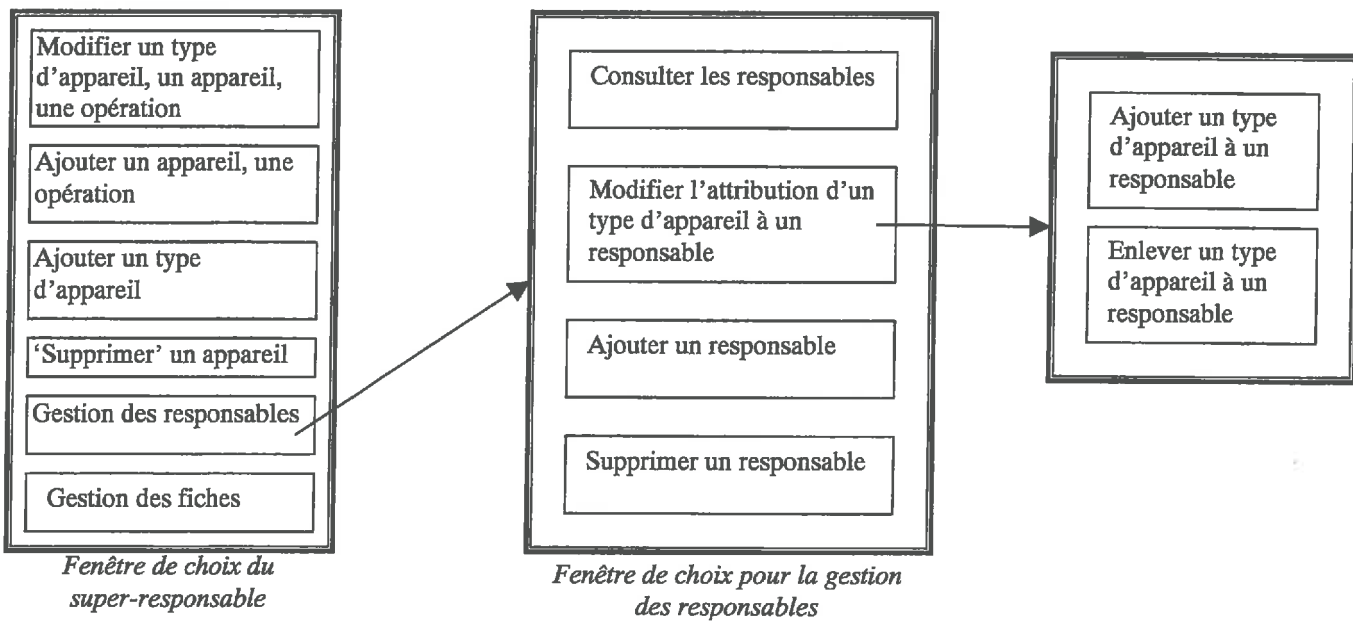 Modifier un type
d'appareil, un appareil,
une opération
Ajouter un appareil, une
opération
Ajouter un type
d'appareil
‘Supprimer’ un appareil
Gestion des responsables
Gestion des fiches
Fenêtre de choix du
super-responsable
Consulter les responsables
Modifier l’attribution d’un
type d’appareil à un
responsable
Ajouter un responsable
Supprimer un responsable
Fenêtre de choix pour la gestion
des responsables
Ajouter un type
d’appareil à un
responsable
Enlever un type
d’appareil à un
responsable